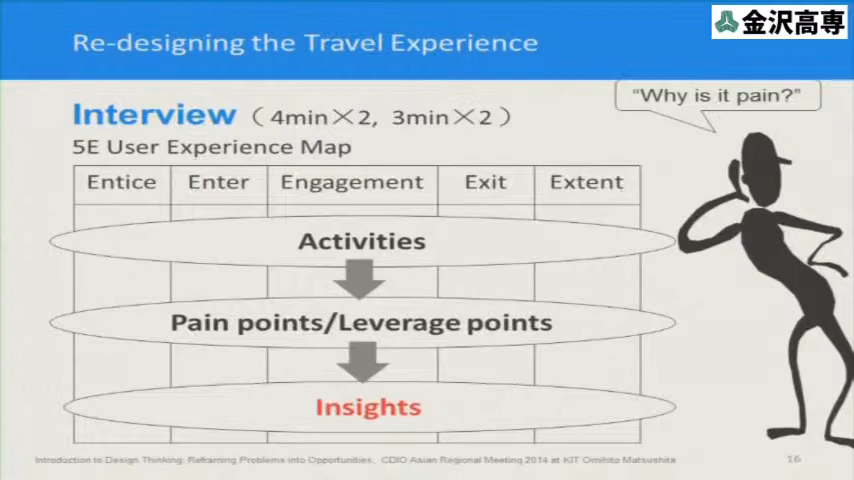 金沢高専
Re-designing the Travel Experience
Interview （4min×2, 3min×2）
"Why is it pain?"
5E User Experience Map
Entice Enter Engagement Exit Extent
Activities
Pain points/Leverage points
Insights
Introduction to Design Thinking: Reframing Problems into Opportunities, CDIO Asian Regional Meeting 2014 at KIT Omihito Matsushita
16